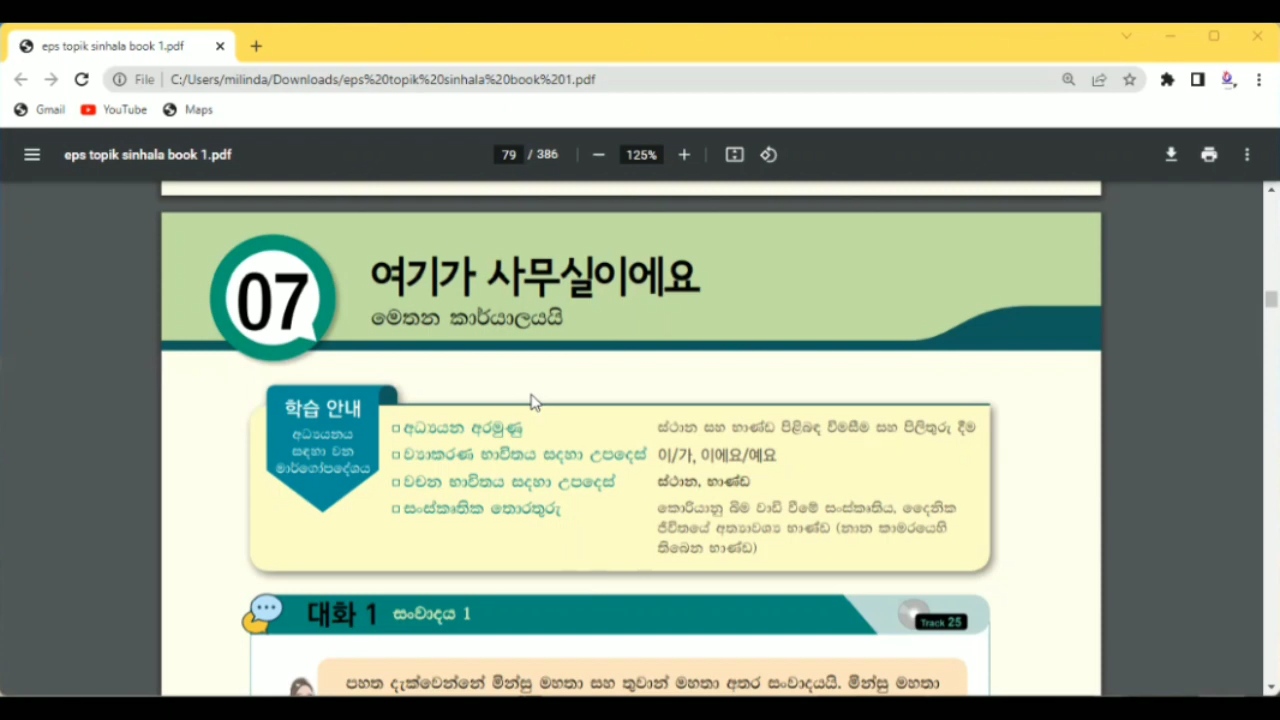 eps topik sinhala book 1.pdf
File
C:/Users/milinda/Downloads/eps%20topik%20sinhala%20book%201.pdf
Gmail YouTube Maps
eps topik sinhala book 1.pdf
79 / 386
125%
07
여기가 사무실이에요
මෙතන කාර්යාලයයි
학습 안내
අධ්‍යයනය
සඳහා වන
මාර්ගෝපදේශය
අධ්‍යයන අරමුණු ස්ථාන සහ භාණ්ඩ පිළිබඳ විමසීම සහ පිලිතුරු දීම
ව්‍යාකරණ භාවිතය සදහා උපදෙස් 이/가, 이에요/예요
වචන භාවිතය සදහා උපදෙස් ස්ථාන, භාණ්ඩ
සංස්කෘතික තොරතුරු කොරියානු බිම වාඩි වීමේ සංස්කෘතිය, දෛනික
ජීවිතයේ අත්‍යාවශ්‍ය භාණ්ඩ (නාන කාමරයෙහි
තිබෙන භාණ්ඩ)
대화 1 සංවාදය 1
Track 25
පහත දැක්වෙන්නේ මින්සු මහතා සහ තුවාන් මහතා අතර සංවාදයයි. මින්සු මහතා